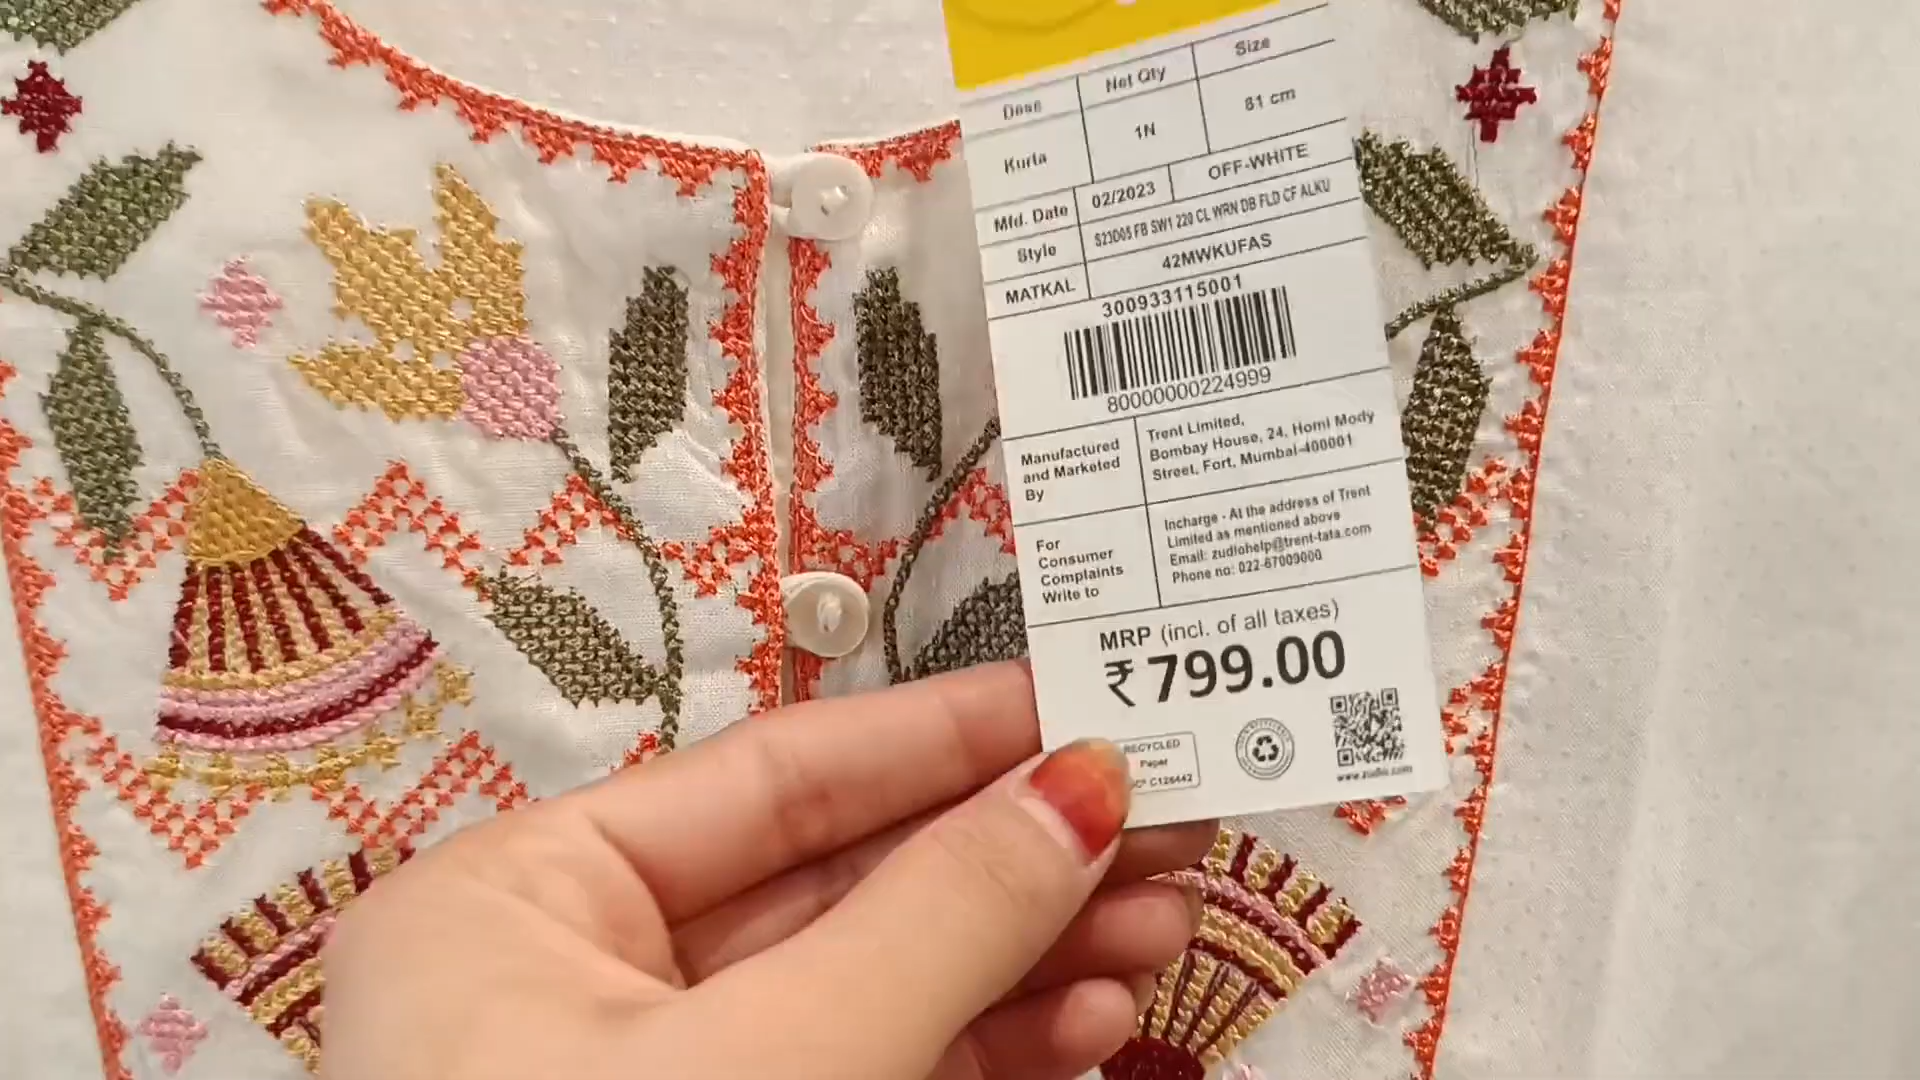 Desc Net Qty Size
Kurta 1N 81 cm
Mfd. Date 02/2023 OFF-WHITE
Style S23D05 FB SW1 220 CL WRN DB FLD CF ALKU
MATKAL 42MWKUFAS
300933115001
80000000224999
Manufactured and Marketed By
Trent Limited,
Bombay House, 24, Homi Mody
Street, Fort, Mumbai-400001
For Consumer Complaints Write to
Incharge - At the address of Trent
Limited as mentioned above
Email: zudiohelp@trent-tata.com
Phone no: 022-67009000
MRP (incl. of all taxes)
₹799.00
RECYCLED
Paper
C126442
www.zudio.com